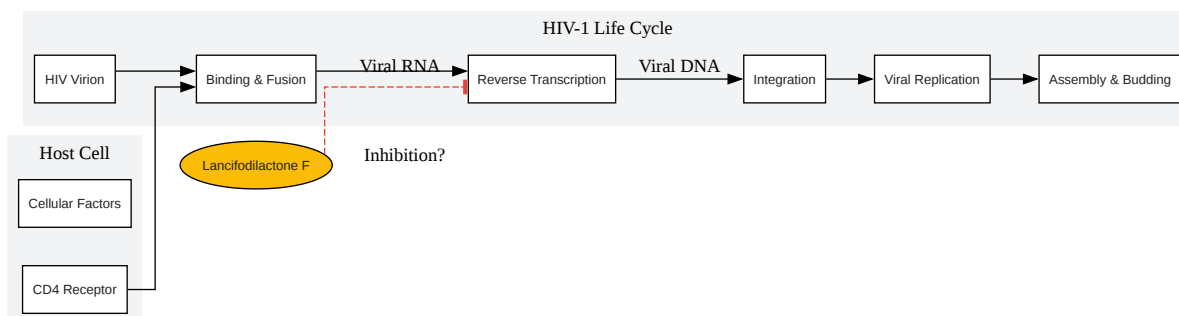 HIV-1 Life Cycle
HIV Virion
Binding & Fusion
Viral RNA
Reverse Transcription
Viral DNA
Integration
Viral Replication
Assembly & Budding
Host Cell
Lancifodilactone F
Inhibition?
Cellular Factors
CD4 Receptor